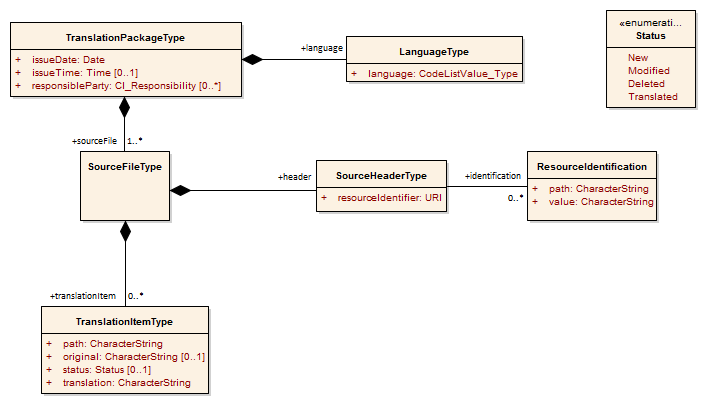 TranslationPackageType
+ issueDate: Date
+ issueTime: Time [0..1]
+ responsibleParty: CI_Responsibility [0..*]
+language
LanguageType
+ language: CodeListValue_Type
«enumerati...
Status
New
Modified
Deleted
Translated
+sourceFile 1..*
SourceFileType
+header
SourceHeaderType
+ resourceIdentifier: URI
+identification
0..*
ResourceIdentification
+ path: CharacterString
+ value: CharacterString
+translationItem 0..*
TranslationItemType
+ path: CharacterString
+ original: CharacterString [0..1]
+ status: Status [0..1]
+ translation: CharacterString